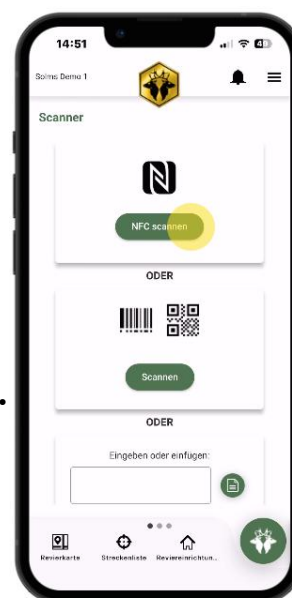 14:51
Solms Demo 1
Scanner
NFC scannen
ODER
Scannen
ODER
Eingeben oder einfügen:
Revierkarte Streckenliste Reviereinrichtun...